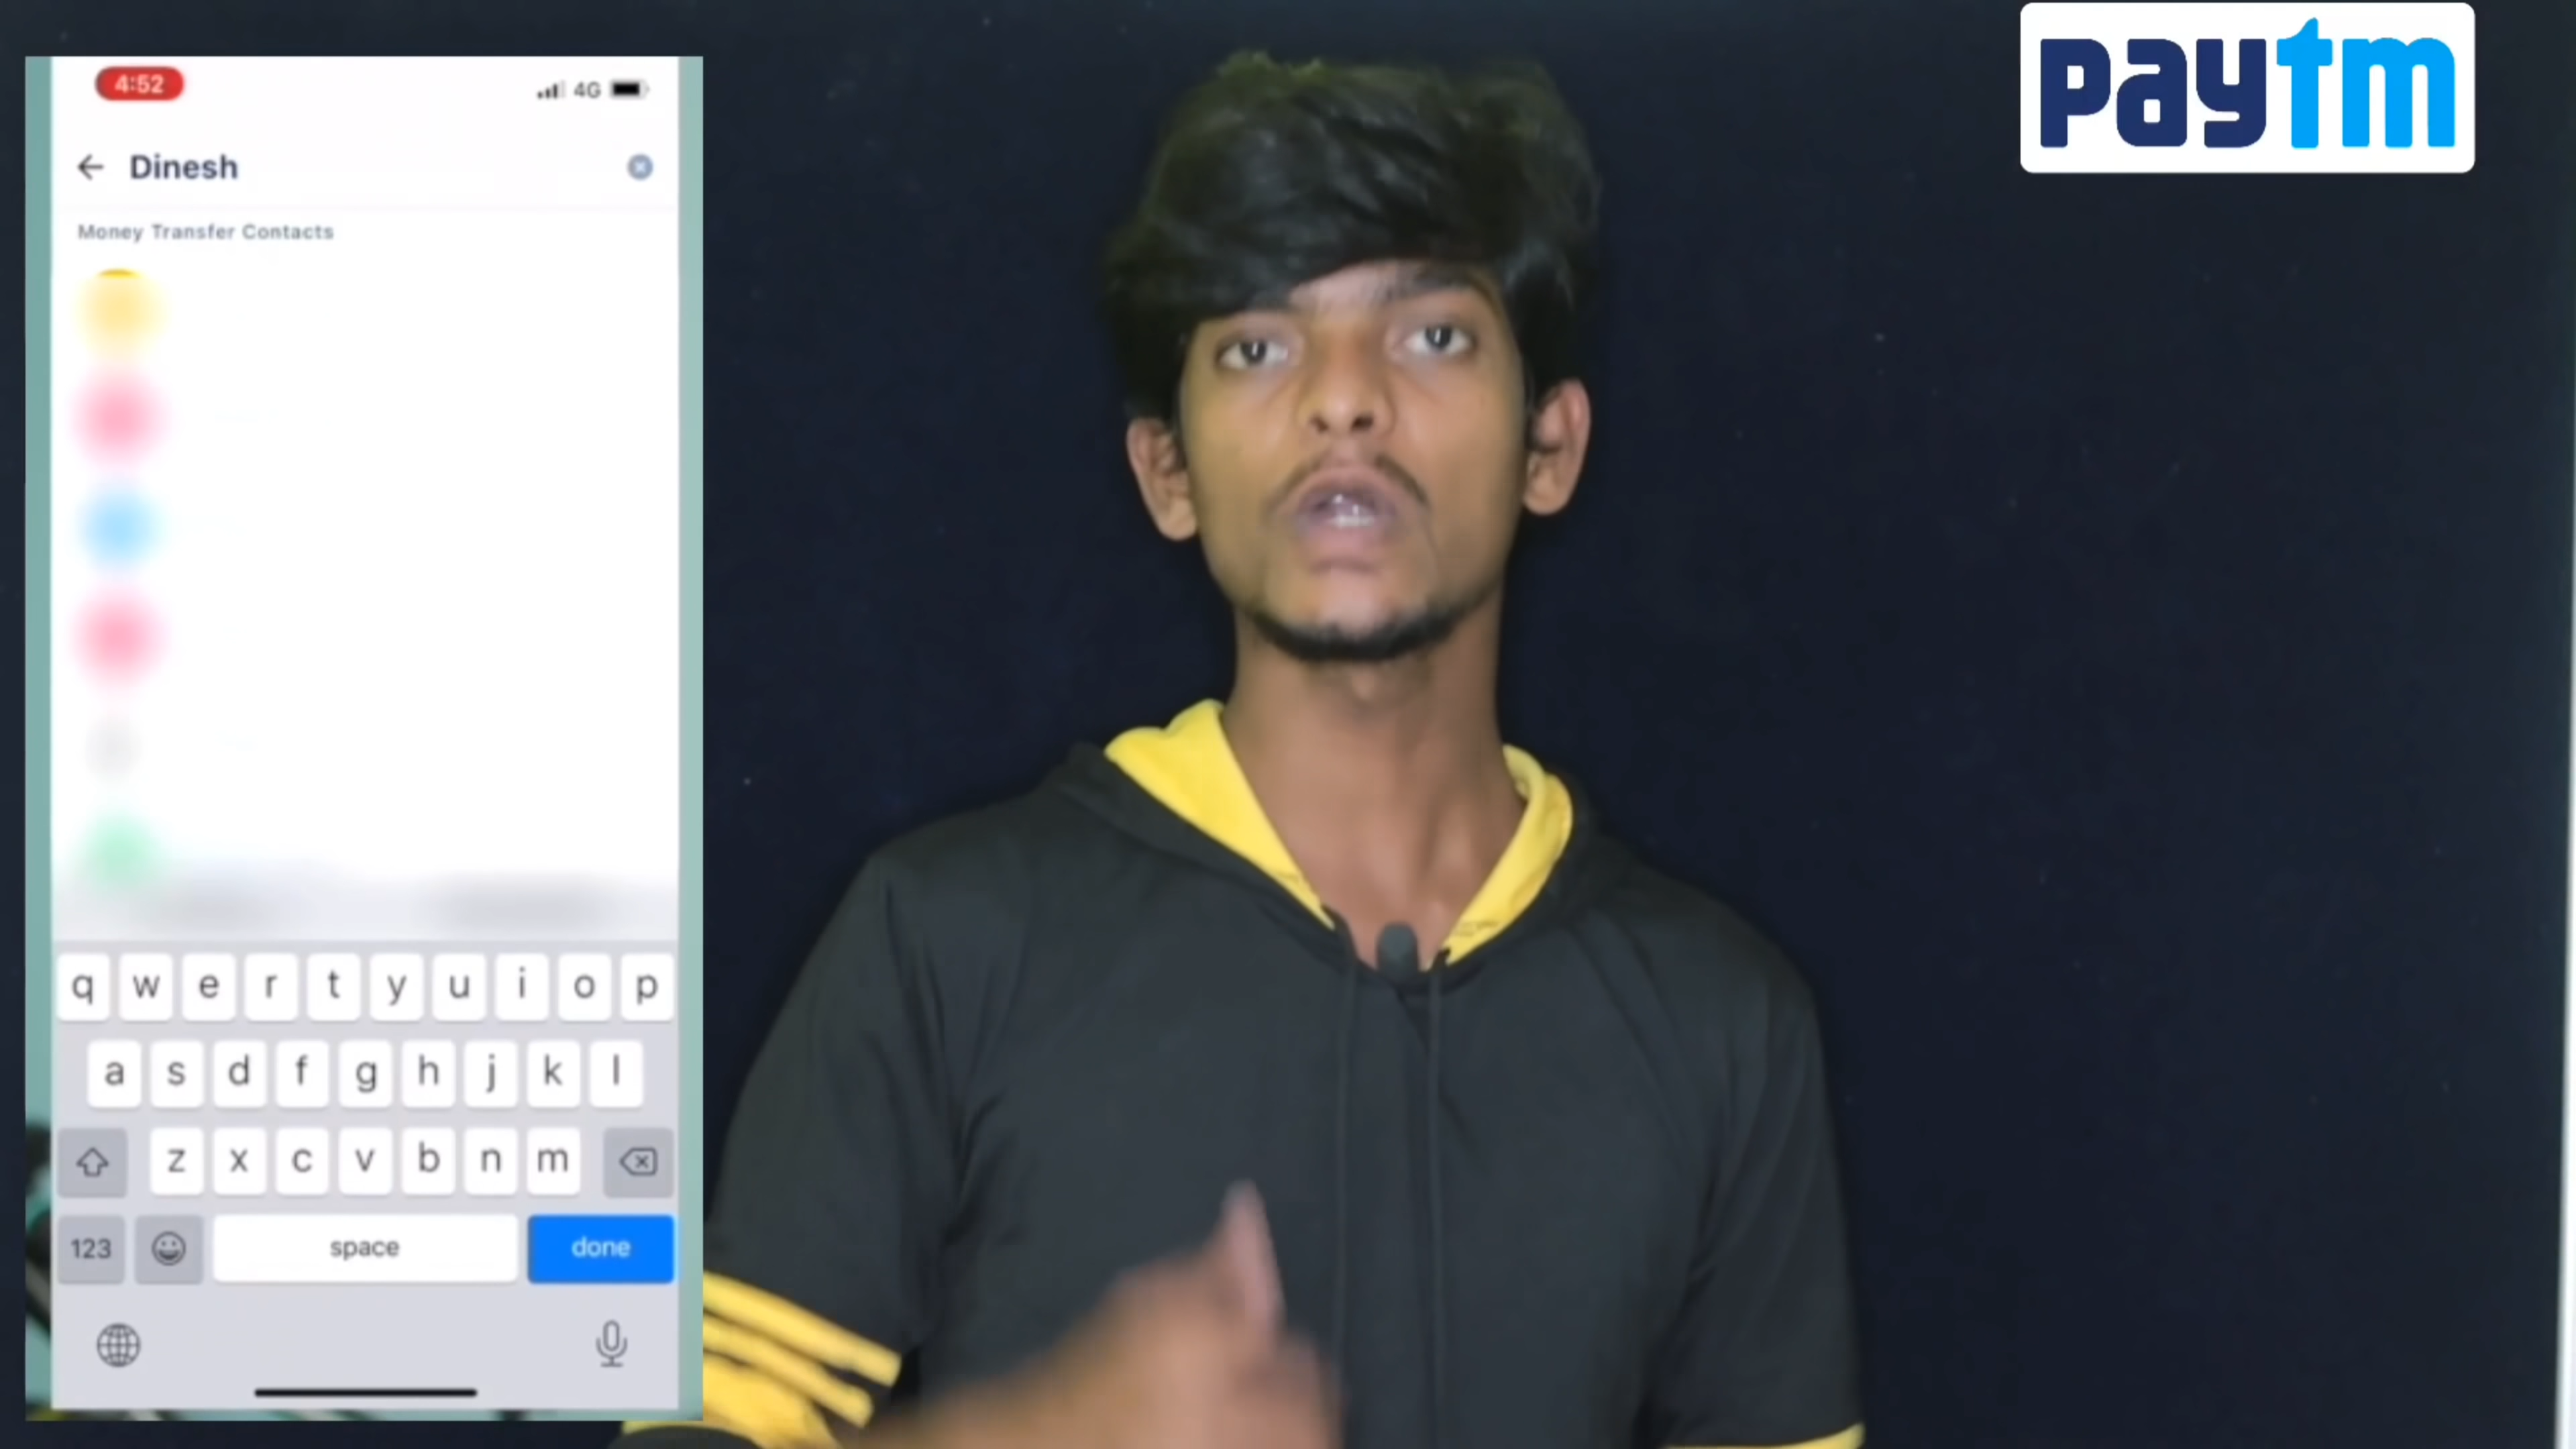 4:52
4G
Dinesh
Money Transfer Contacts
q w e r t y u i o p
a s d f g h j k l
z x c v b n m
123 space done
paytm